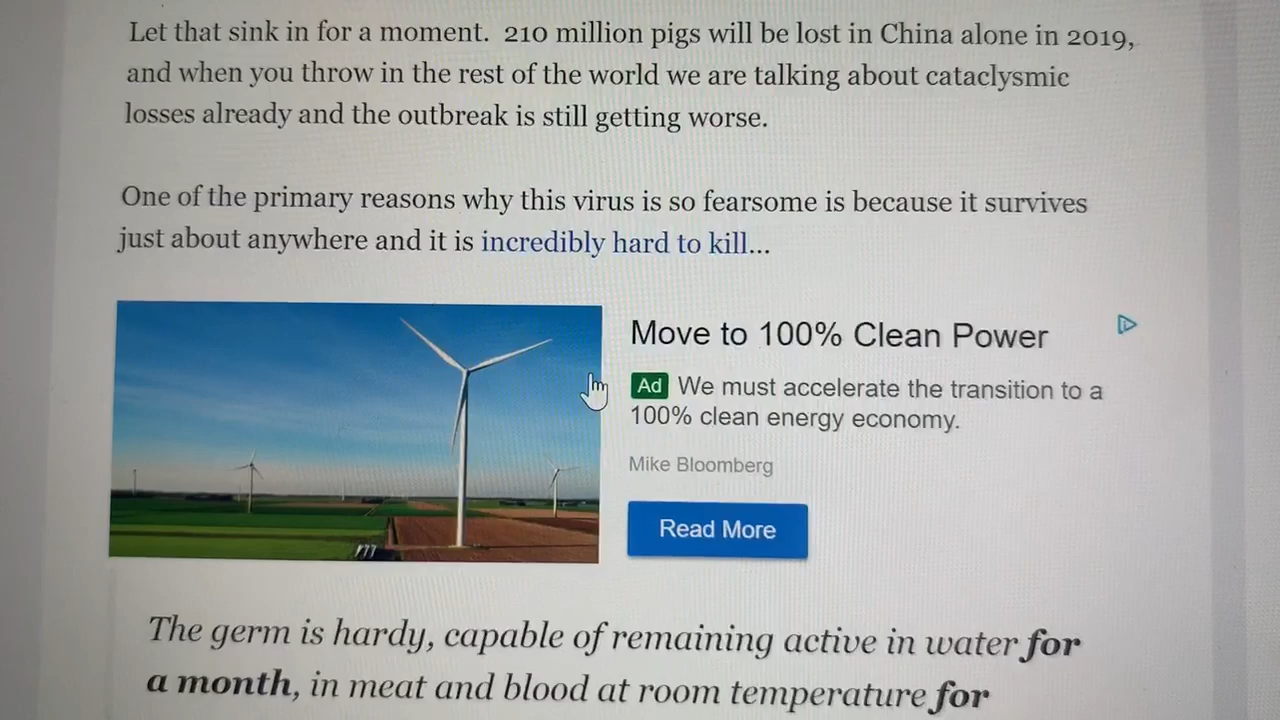 Let that sink in for a moment.  210 million pigs will be lost in China alone in 2019,
and when you throw in the rest of the world we are talking about cataclysmic
losses already and the outbreak is still getting worse.
One of the primary reasons why this virus is so fearsome is because it survives
just about anywhere and it is incredibly hard to kill...
Move to 100% Clean Power
Ad We must accelerate the transition to a
100% clean energy economy.
Mike Bloomberg
Read More
The germ is hardy, capable of remaining active in water for
a month, in meat and blood at room temperature for